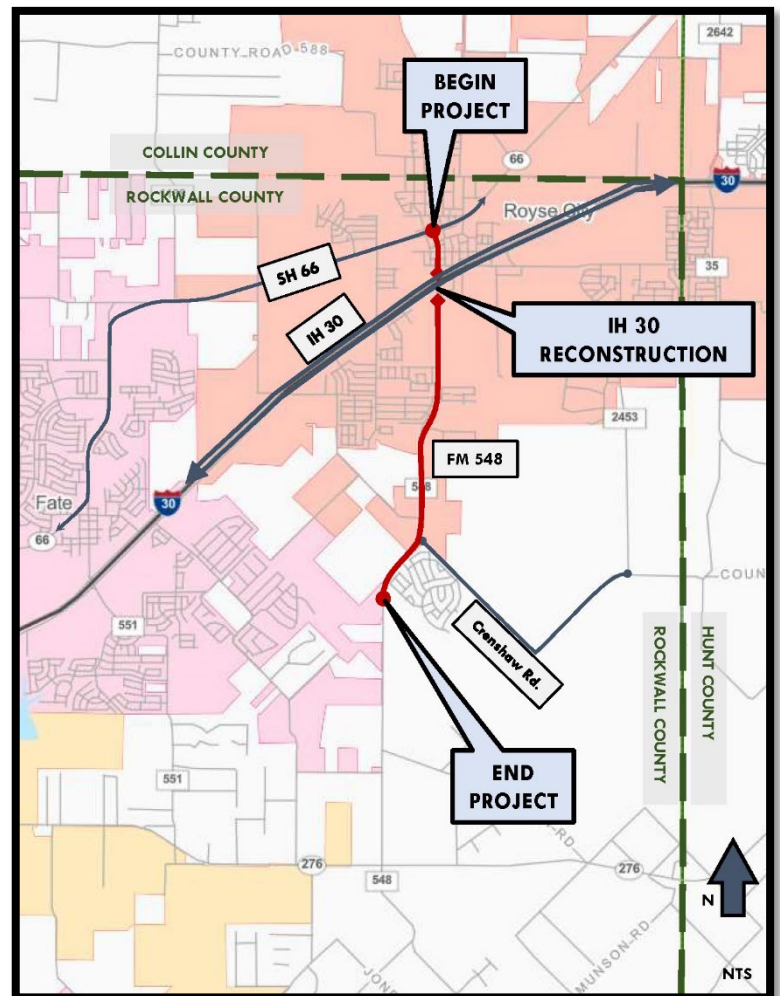 2642
COUNTY ROAD 588
BEGIN
PROJECT
COLLIN COUNTY
66
30
ROCKWALL COUNTY
Royse City
SH 66
35
IH 30
IH 30
RECONSTRUCTION
2453
FM 548
Fate
30
66
COUN
551
Crenshaw Rd.
ROCKWALL COUNTY
HUNT COUNTY
END
PROJECT
551
276
548
276
N
MUNSON RD
NTS